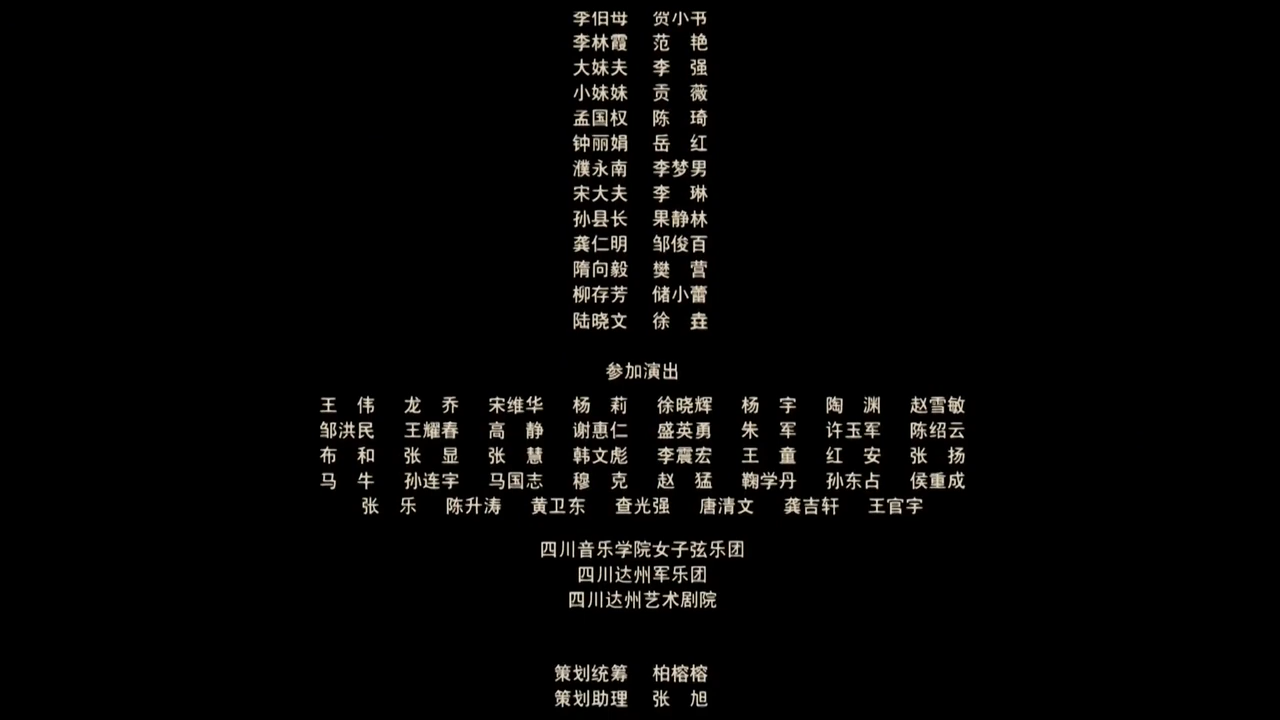 李伯母 贺小书
李林霞 范 艳
大妹夫 李 强
小妹妹 贡 薇
孟国权 陈 琦
钟丽娟 岳 红
濮永南 李梦男
宋大夫 李 琳
孙县长 果静林
龚仁明 邹俊百
隋向毅 樊 营
柳存芳 储小蕾
陆晓文 徐 垚
参加演出
王 伟 龙 乔 宋维华 杨 莉 徐晓辉 杨 宇 陶 渊 赵雪敏
邹洪民 王耀春 高 静 谢惠仁 盛英勇 朱 军 许玉军 陈绍云
布 和 张 显 张 慧 韩文彪 李震宏 王 童 红 安 张 扬
马 牛 孙连宇 马国志 穆 克 赵 猛 鞠学丹 孙东占 侯重成
张 乐 陈升涛 黄卫东 查光强 唐清文 龚吉轩 王官宇
四川音乐学院女子弦乐团
四川达州军乐团
四川达州艺术剧院
策划统筹 柏榕榕
策划助理 张 旭